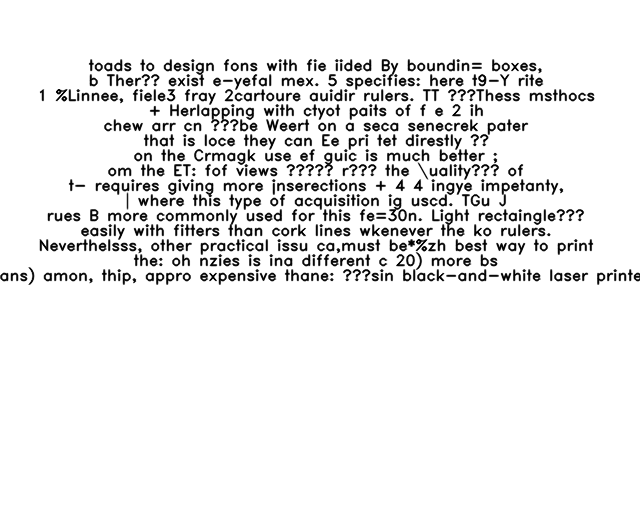 toads to design fons with fie iided By boundin= boxes,
b Ther?? exist e-yefal mex. 5 specifies: here t9-Y rite
1 %Linnee, fiele3 fray 2cartoure auidir rulers. TT ???Thess msthocs
+ Herlapping with ctyot paits of f e 2 ih
chew arr cn ???be Weert on a seca senecrek pater
that is loce they can Ee pri tet direstly ??
on the Crmagk use ef guic is much better ;
om the ET: fof views ????? r??? the \uality??? of
t- requires giving more jnserections + 4 4 ingye impetanty,
| where this type of acquisition ig uscd. TGu J
rues B more commonly used for this fe=30n. Light rectaingle???
easily with fitters than cork lines wkenever the ko rulers.
Neverthelsss, other practical issu ca,must be*%zh best way to print
the: oh nzies is ina different c 20) more bs
ans) amon, thip, appro expensive thane: ???sin black-and-white laser printe